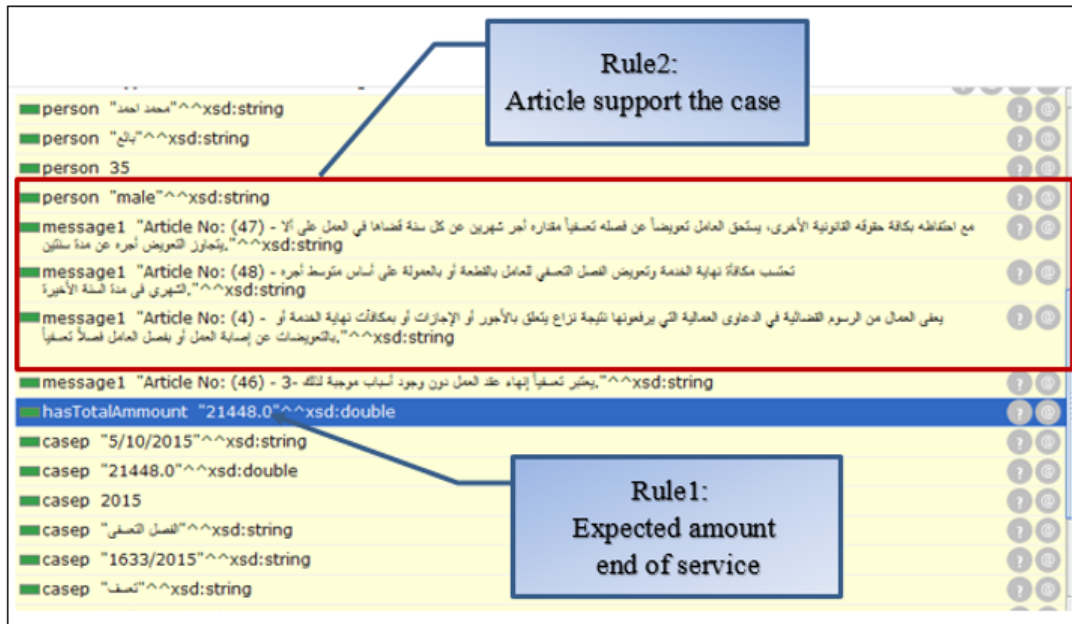 Rule2:
Article support the case
person "محمد احمد"^^xsd:string
person "بالغ"^^xsd:string
person 35
person "male"^^xsd:string
message1 "Article No: (47) - مع احتفاظه بكافة حقوقه القانونية الأخرى، يستحق العامل تعويضاً عن فصله تعسفياً مقداره أجر شهرين عن كل سنة قضاها في العمل على ألا
يتجاوز التعويض أجره عن مدة سنتين."^^xsd:string
message1 "Article No: (48) - تحتسب مكافأة نهاية الخدمة وتعويض الفصل التعسفي للعامل بالقطعة أو بالعمولة على أساس متوسط أجره
الشهري في مدة السنة الأخيرة."^^xsd:string
message1 "Article No: (4) - يعفى العمال من الرسوم القضائية في الدعاوى العمالية التي يرفعونها نتيجة نزاع يتعلق بالأجور أو الإجازات أو بمكافآت نهاية الخدمة أو
بالتعويضات عن إصابة العمل أو بفصل العامل فصلاً تعسفياً."^^xsd:string
message1 "Article No: (46) - 3- يعتبر تعسفياً إنهاء عقد العمل دون وجود أسباب موجبة لذلك."^^xsd:string
hasTotalAmmount "21448.0"^^xsd:double
casep "5/10/2015"^^xsd:string
casep "21448.0"^^xsd:double
casep 2015
casep "الفصل التعسفى"^^xsd:string
casep "1633/2015"^^xsd:string
casep "تعسف"^^xsd:string
Rule1:
Expected amount
end of service